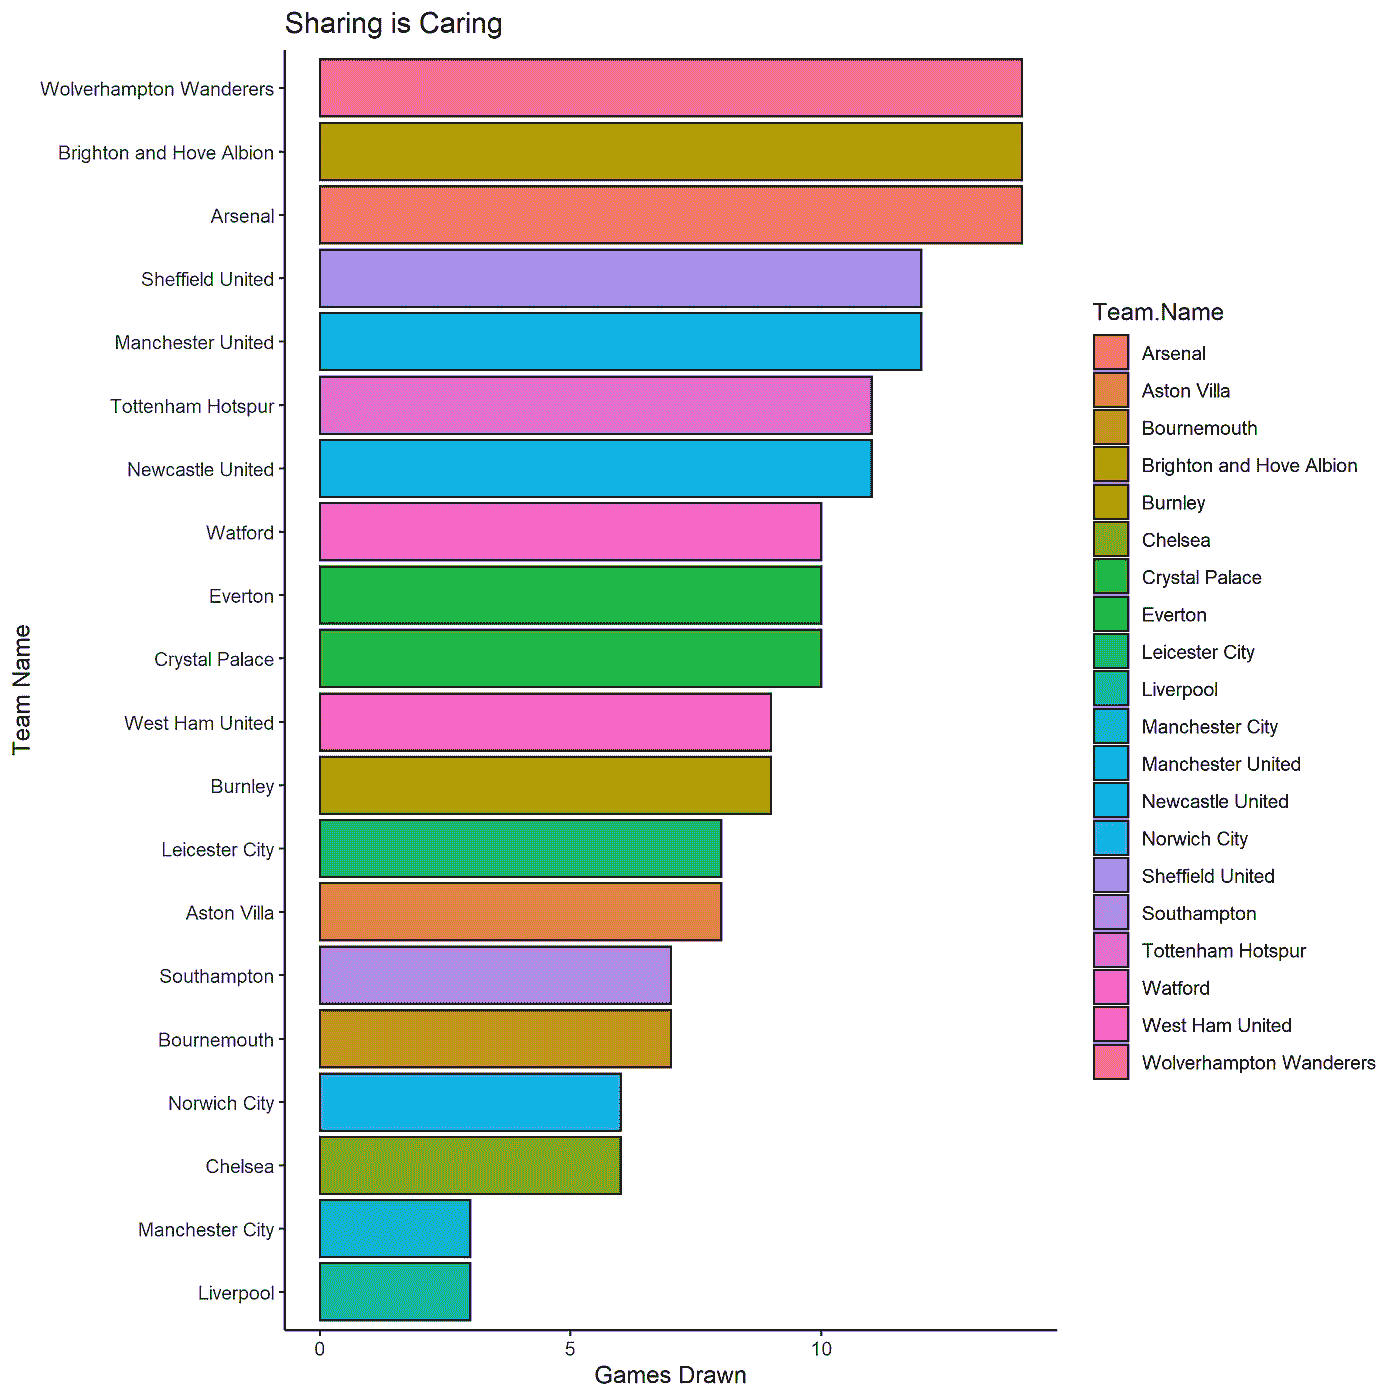 Sharing is Caring
Wolverhampton Wanderers
Brighton and Hove Albion
Arsenal
Sheffield United
Manchester United
Tottenham Hotspur
Newcastle United
Watford
Everton
Crystal Palace
West Ham United
Burnley
Leicester City
Aston Villa
Southampton
Bournemouth
Norwich City
Chelsea
Manchester City
Liverpool
Team Name
0
5
10
Games Drawn
Team.Name
Arsenal
Aston Villa
Bournemouth
Brighton and Hove Albion
Burnley
Chelsea
Crystal Palace
Everton
Leicester City
Liverpool
Manchester City
Manchester United
Newcastle United
Norwich City
Sheffield United
Southampton
Tottenham Hotspur
Watford
West Ham United
Wolverhampton Wanderers